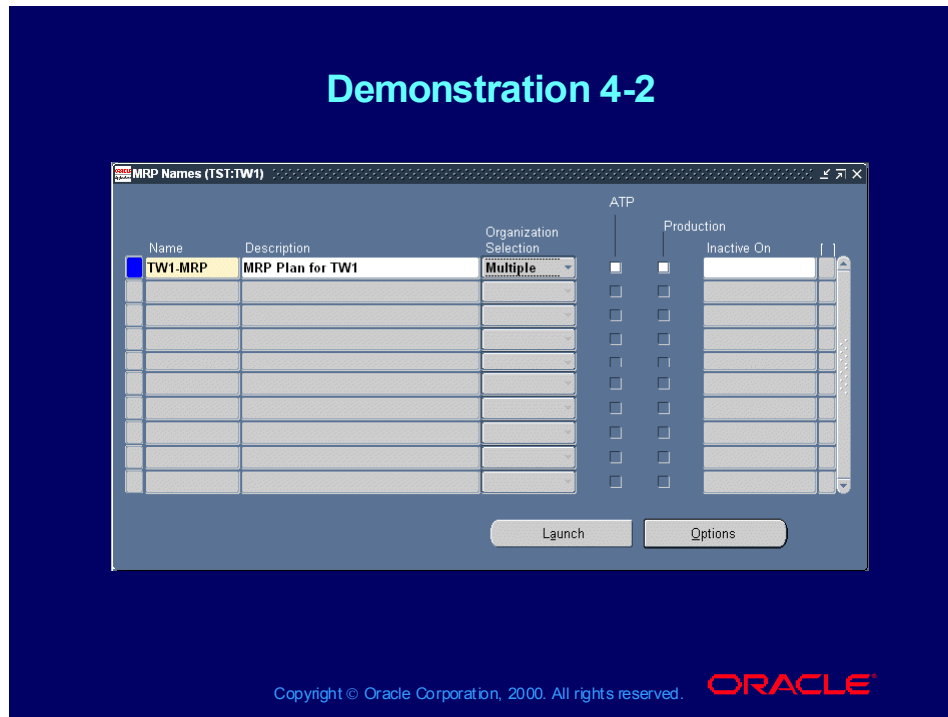 Demonstration 4-2
MRP Names (TST:TW1)
ATP
Organization Production
Name Description Selection Inactive On [ ]
TW1-MRP MRP Plan for TW1 Multiple
Launch Options
Copyright © Oracle Corporation, 2000. All rights reserved. ORACLE